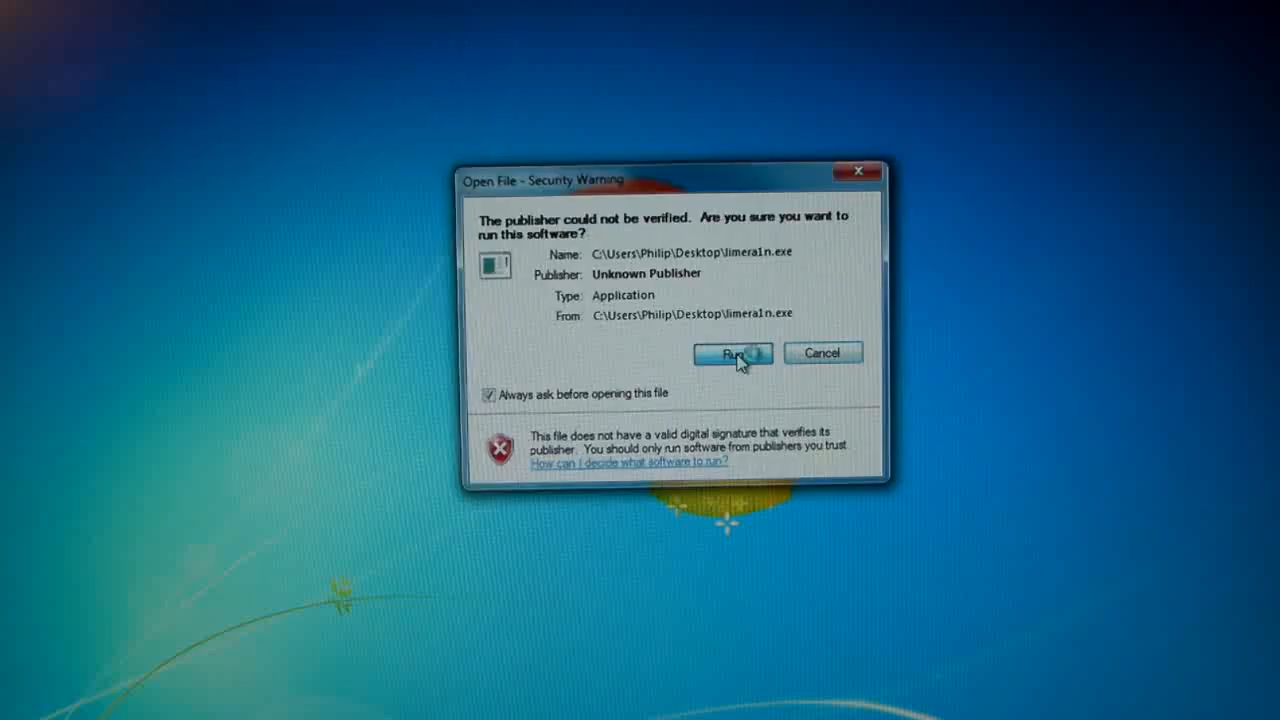 Open File - Security Warning
The publisher could not be verified. Are you sure you want to
run this software?
Name: C:\Users\Philip\Desktop\limera1n.exe
Publisher: Unknown Publisher
Type: Application
From: C:\Users\Philip\Desktop\limera1n.exe
Run Cancel
Always ask before opening this file
This file does not have a valid digital signature that verifies its
publisher. You should only run software from publishers you trust
How can I decide what software to run?